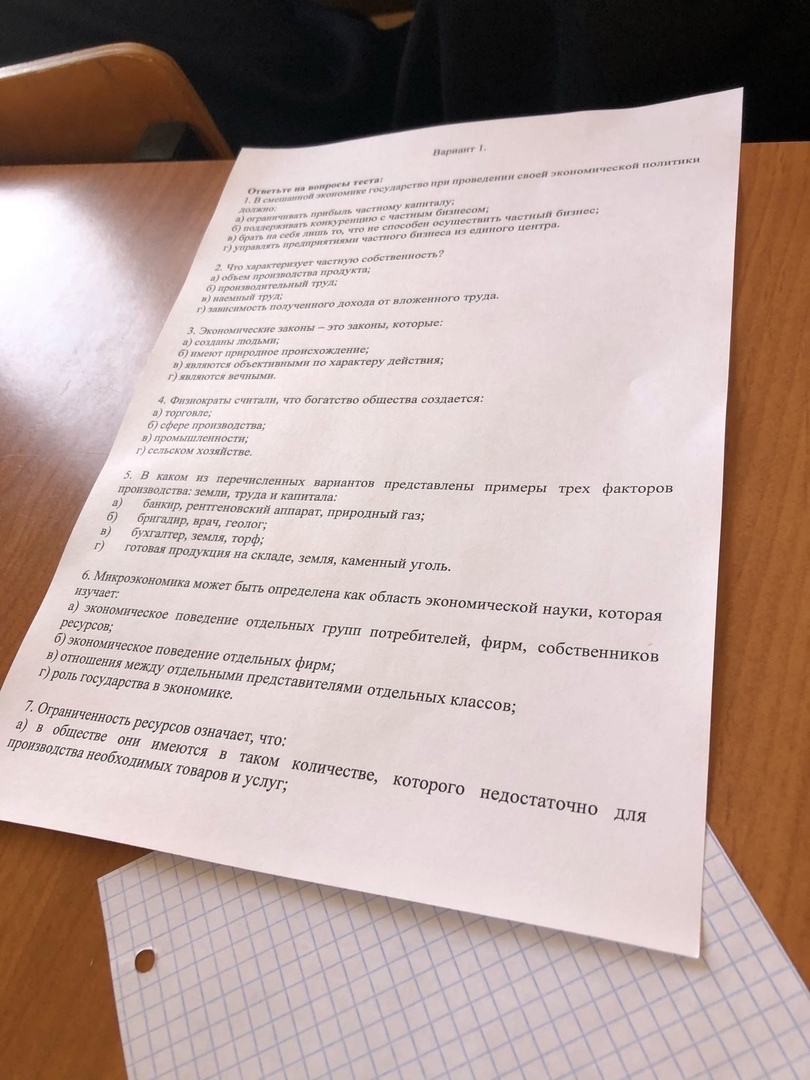 Вариант 1.
Ответьте на вопросы теста:
1. В смешанной экономике государство при проведении своей экономической политики
должно:
а) ограничивать прибыль частному капиталу;
б) поддерживать конкуренцию с частным бизнесом;
в) брать на себя лишь то, что не способен осуществить частный бизнес;
г) управлять предприятиями частного бизнеса из единого центра.
2. Что характеризует частную собственность?
а) объем производства продукта;
б) производительный труд;
в) наемный труд;
г) зависимость полученного дохода от вложенного труда.
3. Экономические законы – это законы, которые:
а) созданы людьми;
б) имеют природное происхождение;
в) являются объективными по характеру действия;
г) являются вечными.
4. Физиократы считали, что богатство общества создается:
а) торговле;
б) сфере производства;
в) промышленности;
г) сельском хозяйстве.
5. В каком из перечисленных вариантов представлены примеры трех факторов
производства: земли, труда и капитала:
а) банкир, рентгеновский аппарат, природный газ;
б) бригадир, врач, геолог;
в) бухгалтер, земля, торф;
г) готовая продукция на складе, земля, каменный уголь.
6. Микроэкономика может быть определена как область экономической науки, которая
изучает:
а) экономическое поведение отдельных групп потребителей, фирм, собственников
ресурсов;
б) экономическое поведение отдельных фирм;
в) отношения между отдельными представителями отдельных классов;
г) роль государства в экономике.
7. Ограниченность ресурсов означает, что:
а) в обществе они имеются в таком количестве, которого недостаточно для
производства необходимых товаров и услуг;